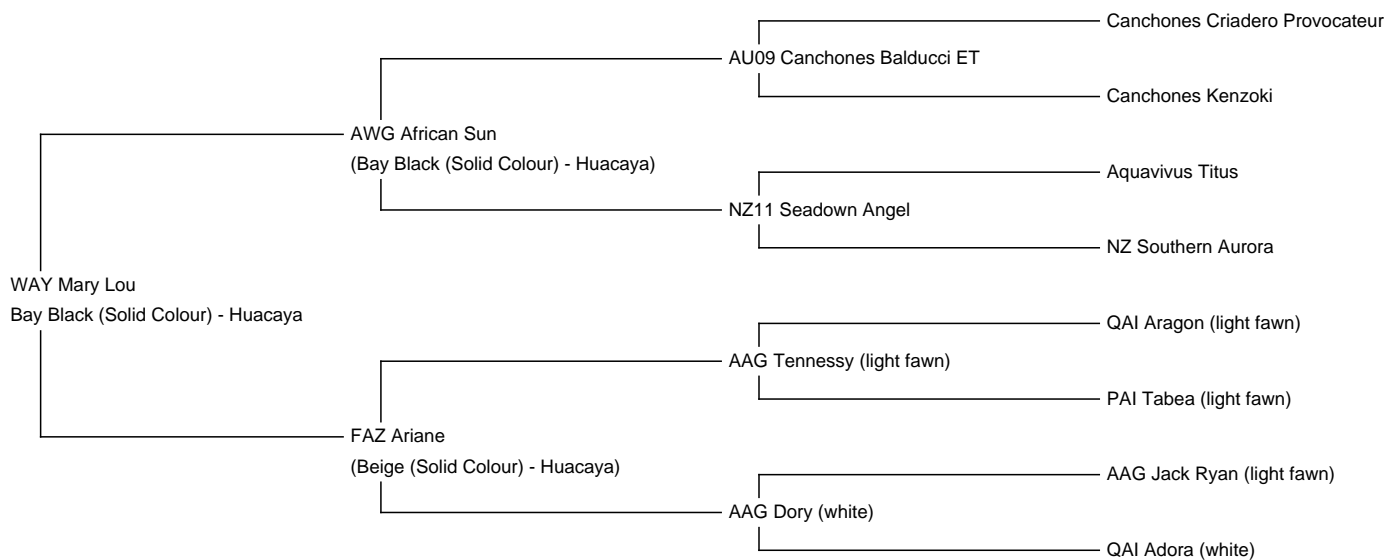 Canchones Criadero Provocateur
AU09 Canchones Balducci ET
Canchones Kenzoki
AWG African Sun
(Bay Black (Solid Colour) - Huacaya)
Aquavivus Titus
NZ11 Seadown Angel
NZ Southern Aurora
WAY Mary Lou
Bay Black (Solid Colour) - Huacaya
QAI Aragon (light fawn)
AAG Tennessy (light fawn)
PAI Tabea (light fawn)
FAZ Ariane
(Beige (Solid Colour) - Huacaya)
AAG Jack Ryan (light fawn)
AAG Dory (white)
QAI Adora (white)